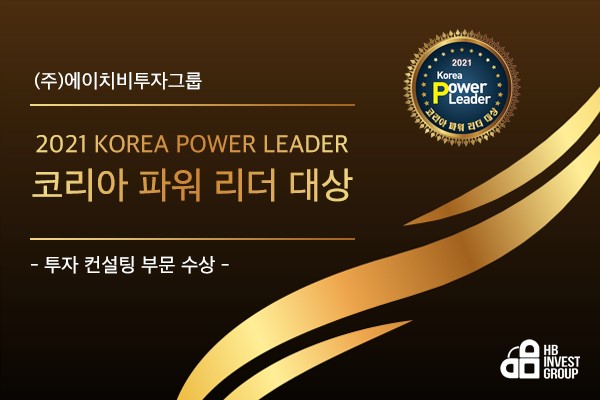 (주)에이치비투자그룹
2021 KOREA POWER LEADER
코리아 파워 리더 대상
- 투자 컨설팅 부문 수상 -
2021
Korea
Power
Leader
코리아 파워 리더 대상
HB
INVEST
GROUP